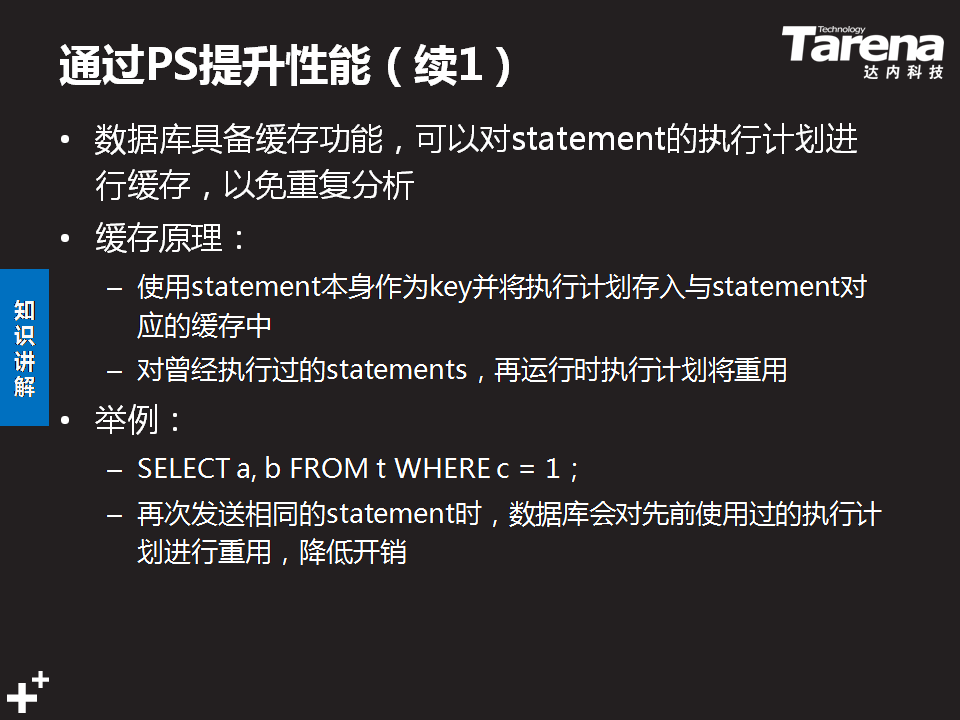 通过PS提升性能（续1）
Technology
Tarena
达内科技
• 数据库具备缓存功能，可以对statement的执行计划进
行缓存，以免重复分析
• 缓存原理：
– 使用statement本身作为key并将执行计划存入与statement对
应的缓存中
– 对曾经执行过的statements，再运行时执行计划将重用
• 举例：
– SELECT a, b FROM t WHERE c = 1；
– 再次发送相同的statement时，数据库会对先前使用过的执行计
划进行重用，降低开销
知识讲解